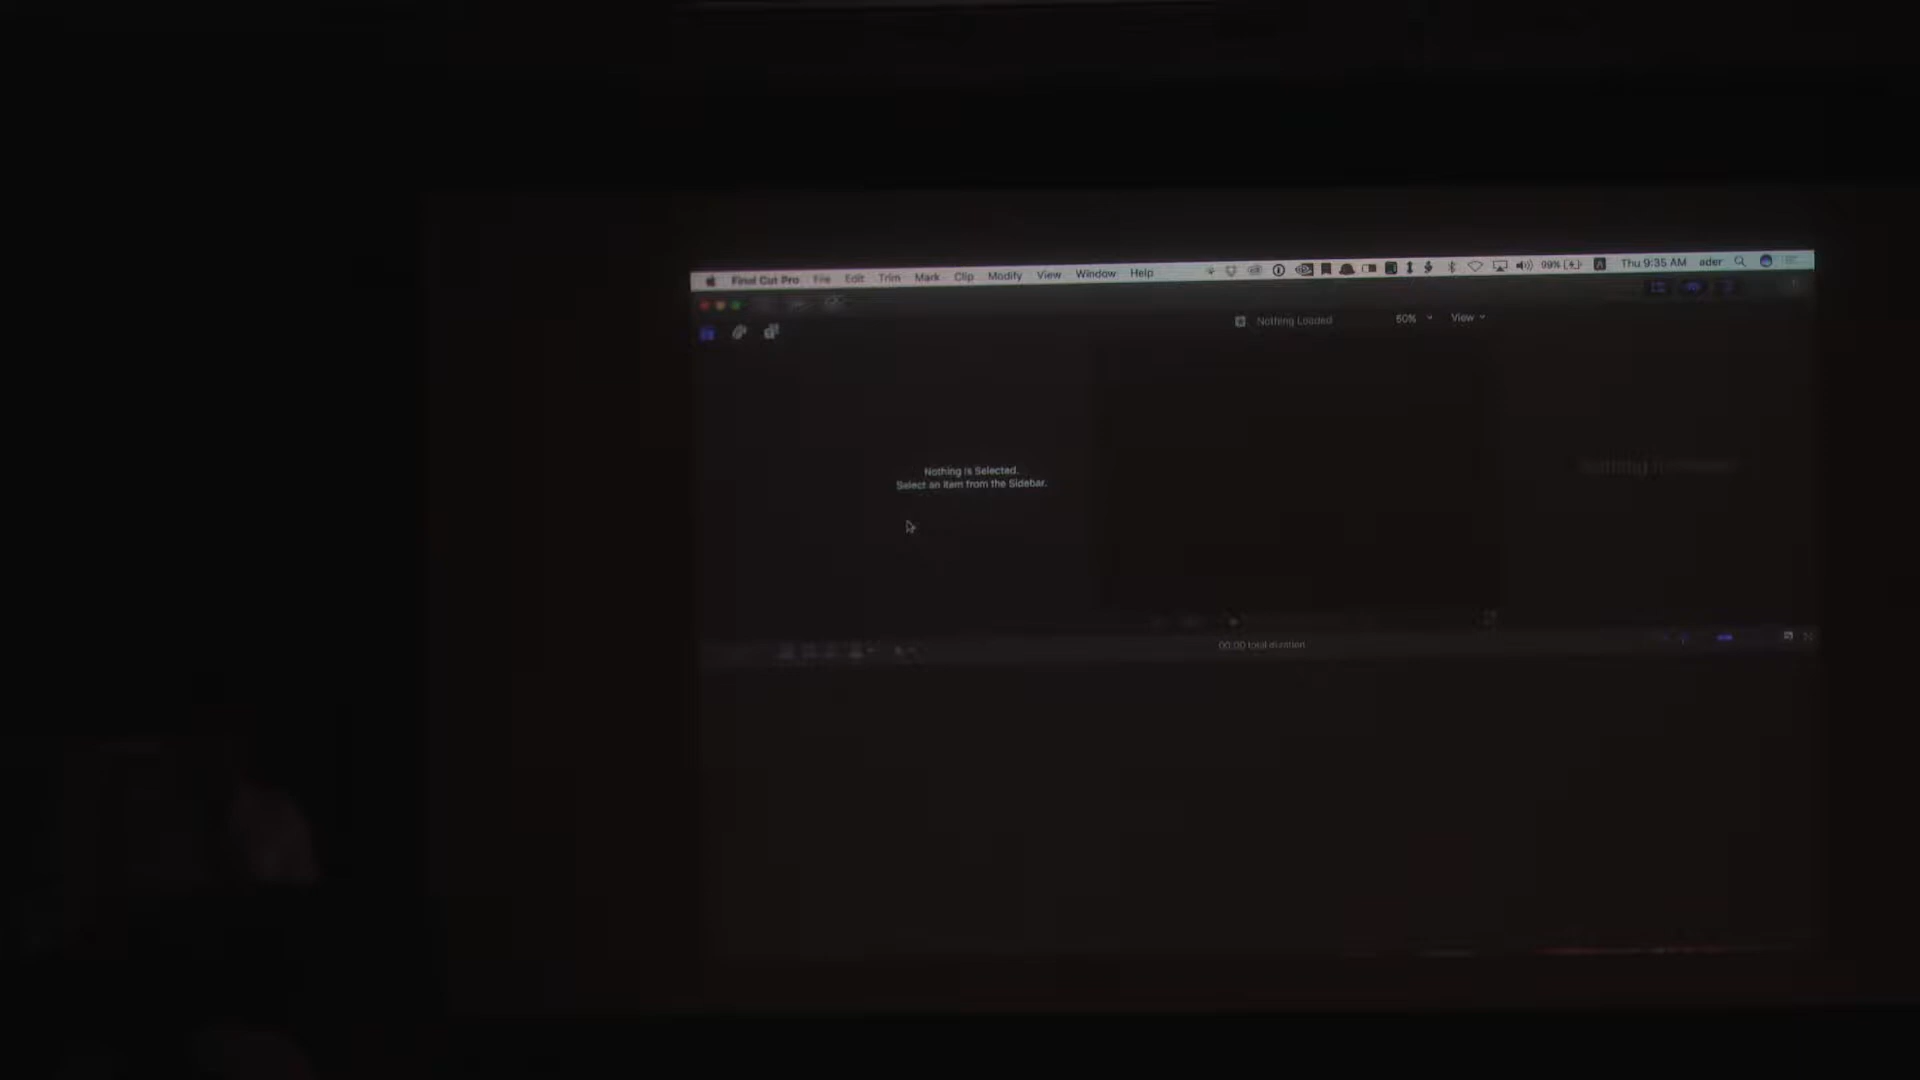 Final Cut Pro File Edit Trim Mark Clip Modify View Window Help 99% Thu 9:35 AM ader
Nothing Loaded 50% View
Nothing is Selected.
Select an item from the Sidebar.
00:00 total duration